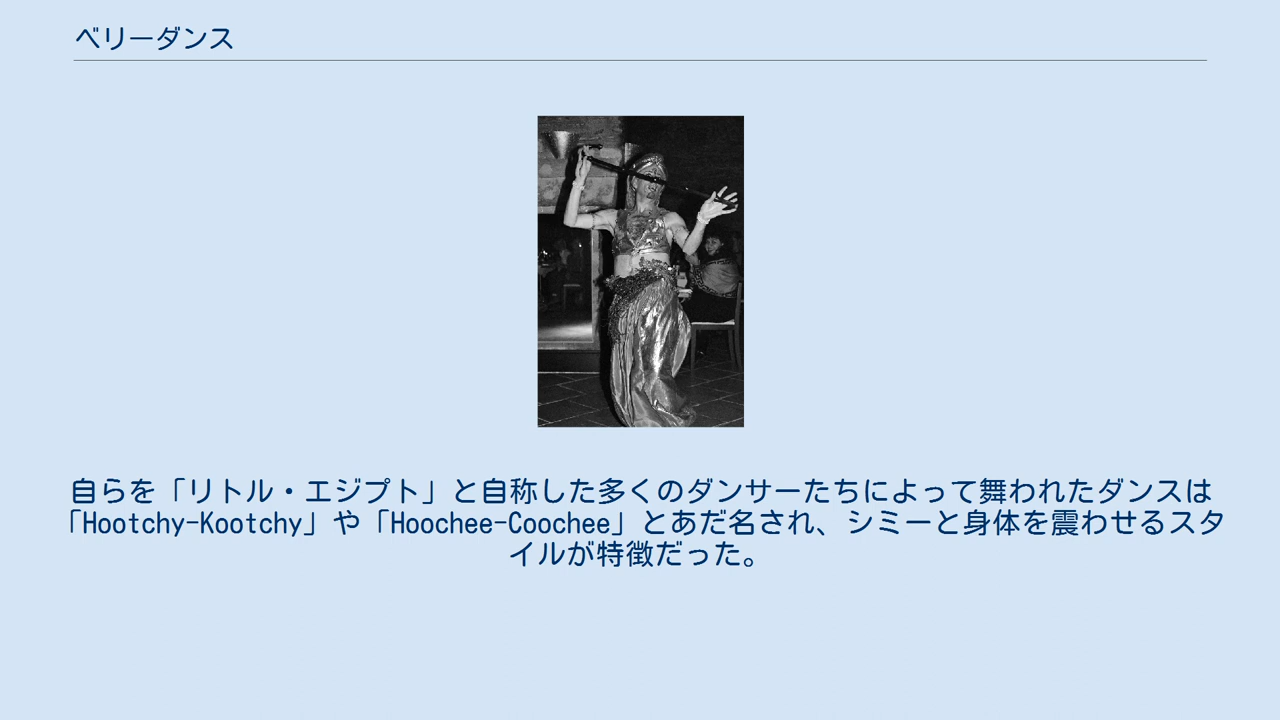 ベリーダンス
自らを「リトル・エジプト」と自称した多くのダンサーたちによって舞われたダンスは
「Hootchy-Kootchy」や「Hoochee-Coochee」とあだ名され、シミーと身体を震わせるスタ
イルが特徴だった。